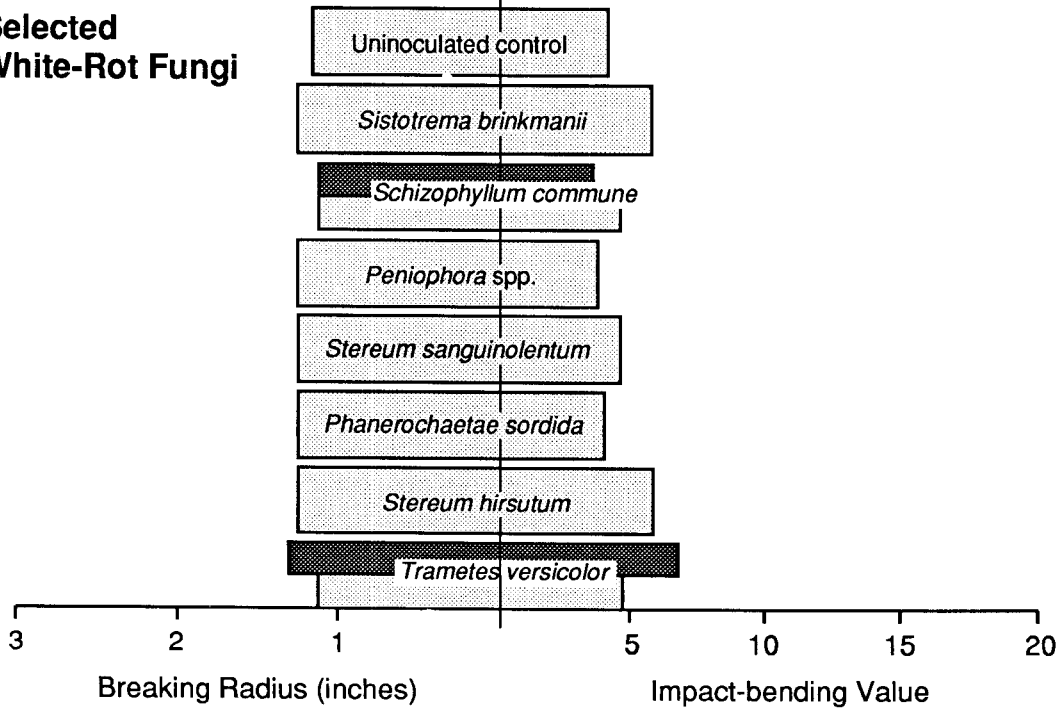 Selected
White-Rot Fungi
Uninoculated control
Sistotrema brinkmanii
Schizophyllum commune
Peniophora spp.
Stereum sanguinolentum
Phanerochaetae sordida
Stereum hirsutum
Trametes versicolor
3 2 1 5 10 15 20
Breaking Radius (inches) Impact-bending Value